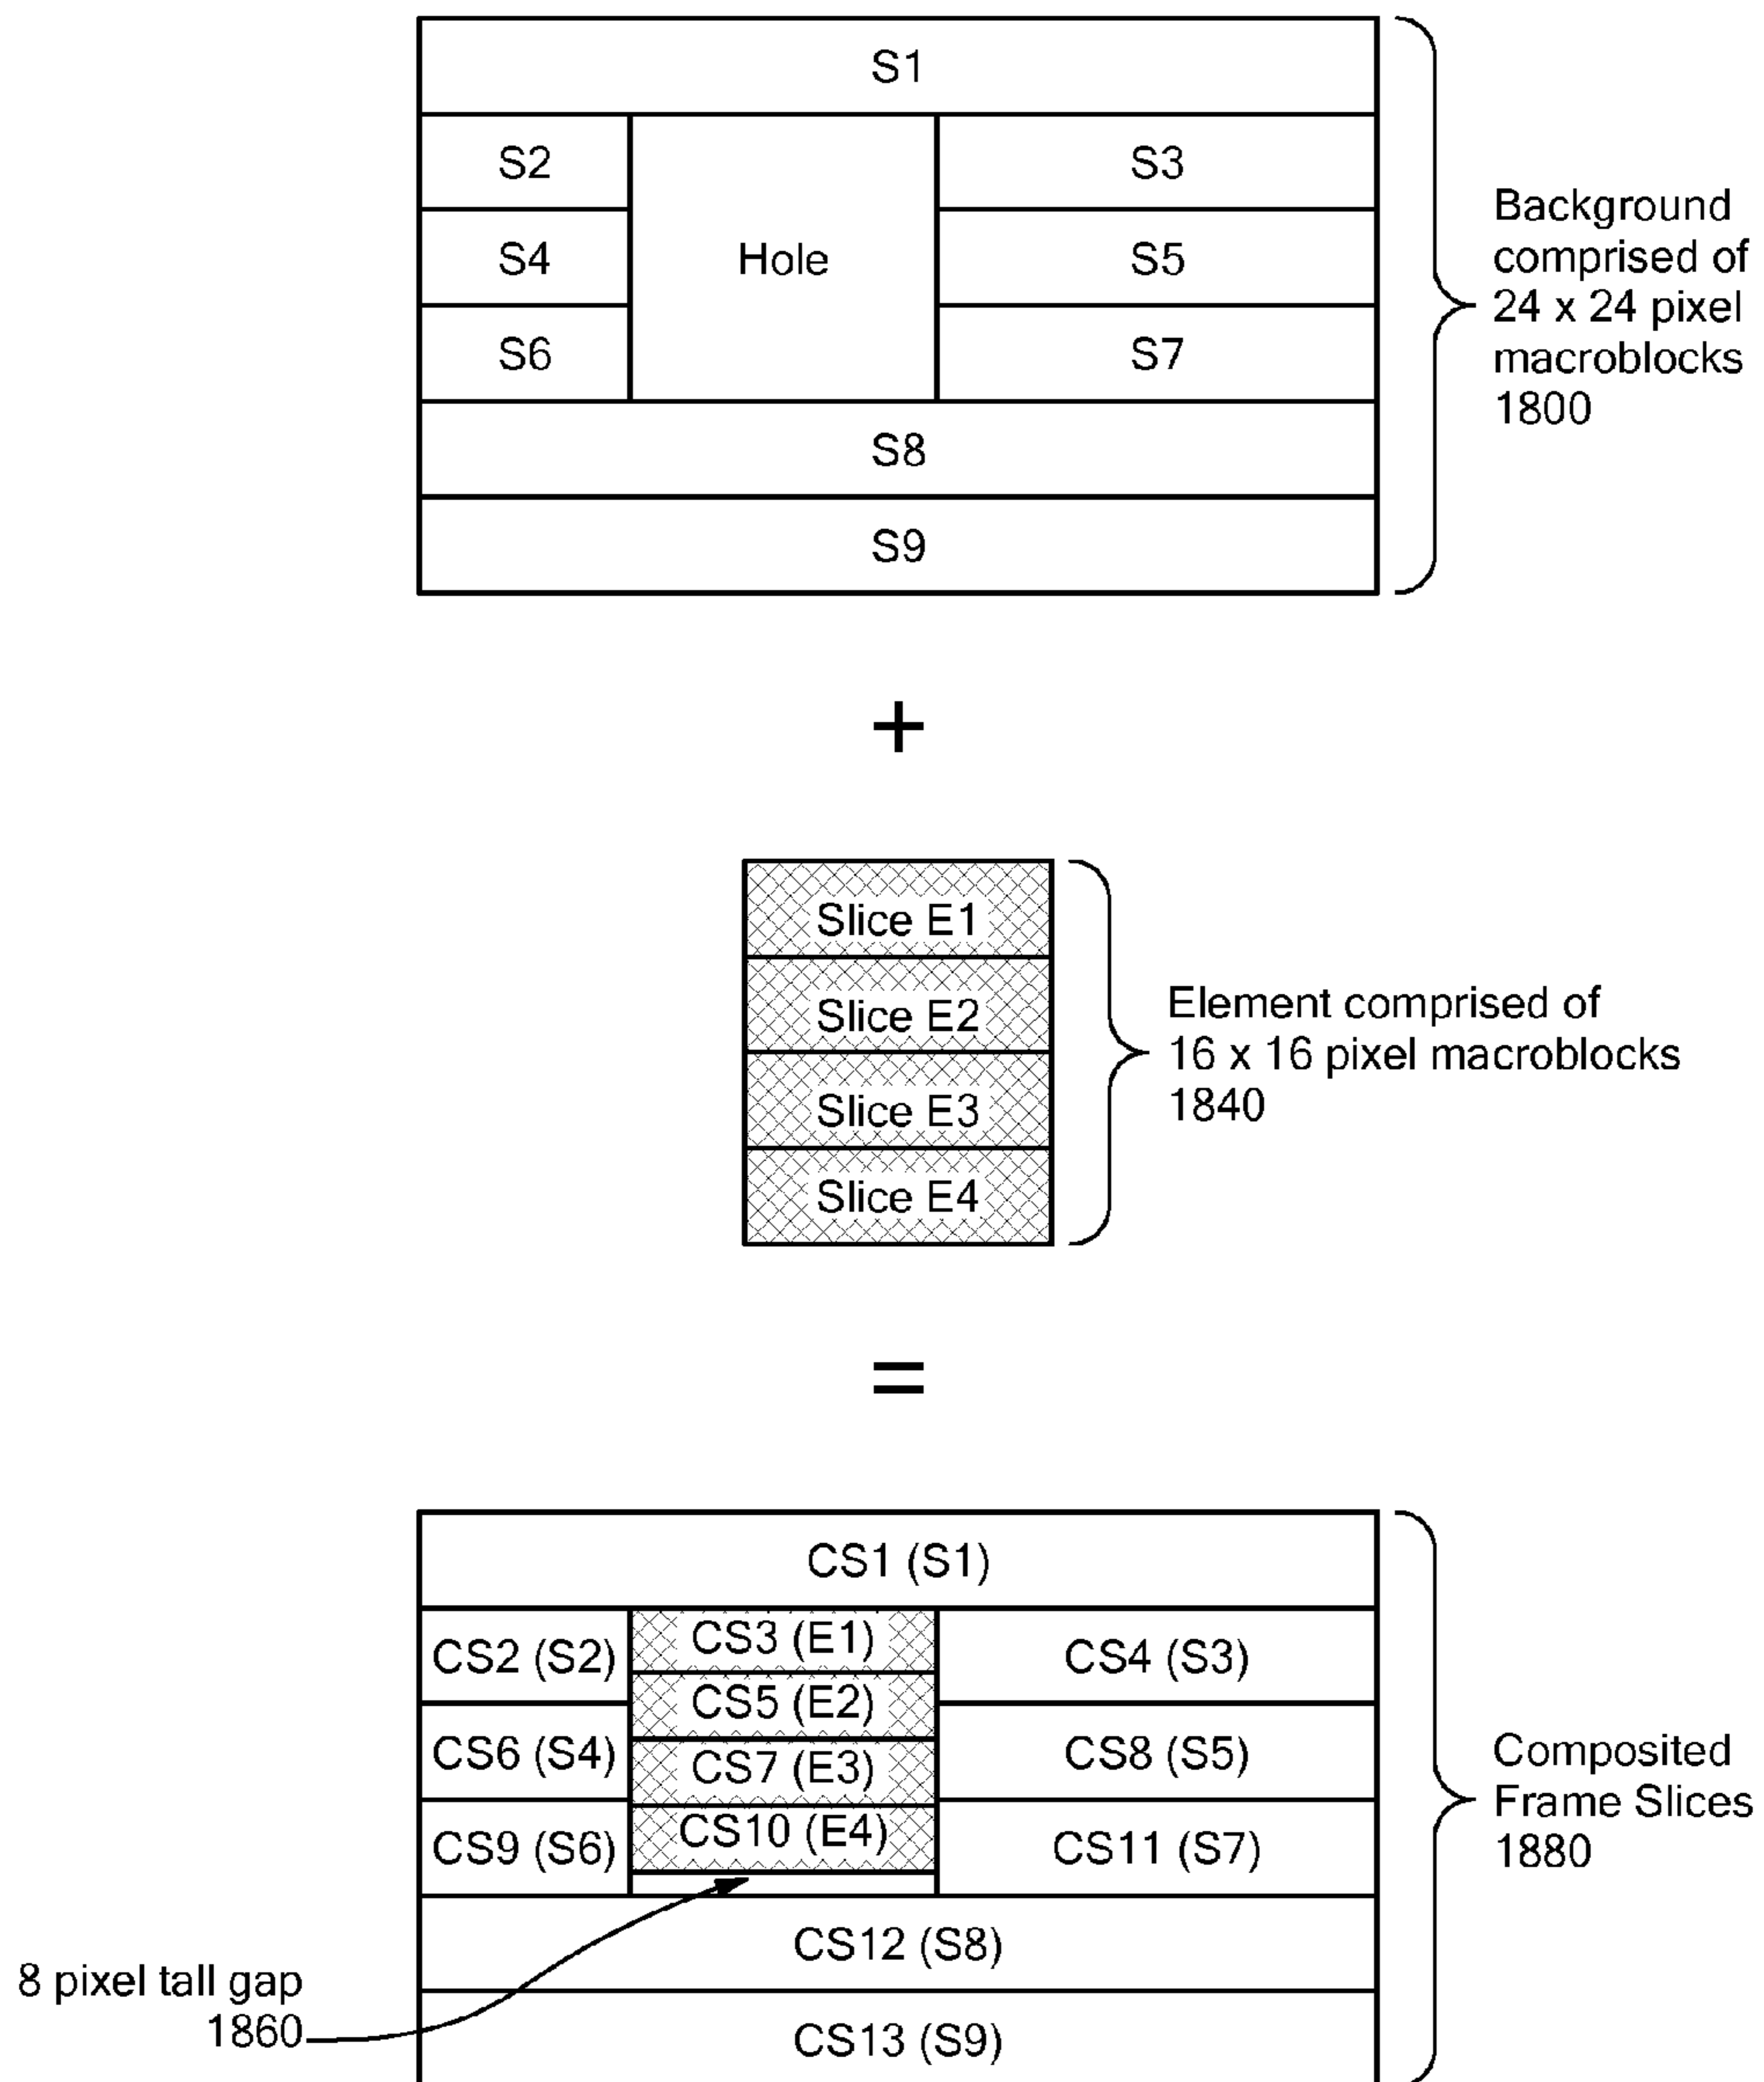 S1
S2
Hole
S3
S4
S5
S6
S7
S8
S9
Background
comprised of
24 x 24 pixel
macroblocks
1800
+
Slice E1
Slice E2
Slice E3
Slice E4
Element comprised of
16 x 16 pixel macroblocks
1840
=
CS1 (S1)
CS2 (S2)
CS3 (E1)
CS4 (S3)
CS5 (E2)
CS6 (S4)
CS7 (E3)
CS8 (S5)
CS9 (S6)
CS10 (E4)
CS11 (S7)
CS12 (S8)
CS13 (S9)
Composited
Frame Slices
1880
8 pixel tall gap
1860